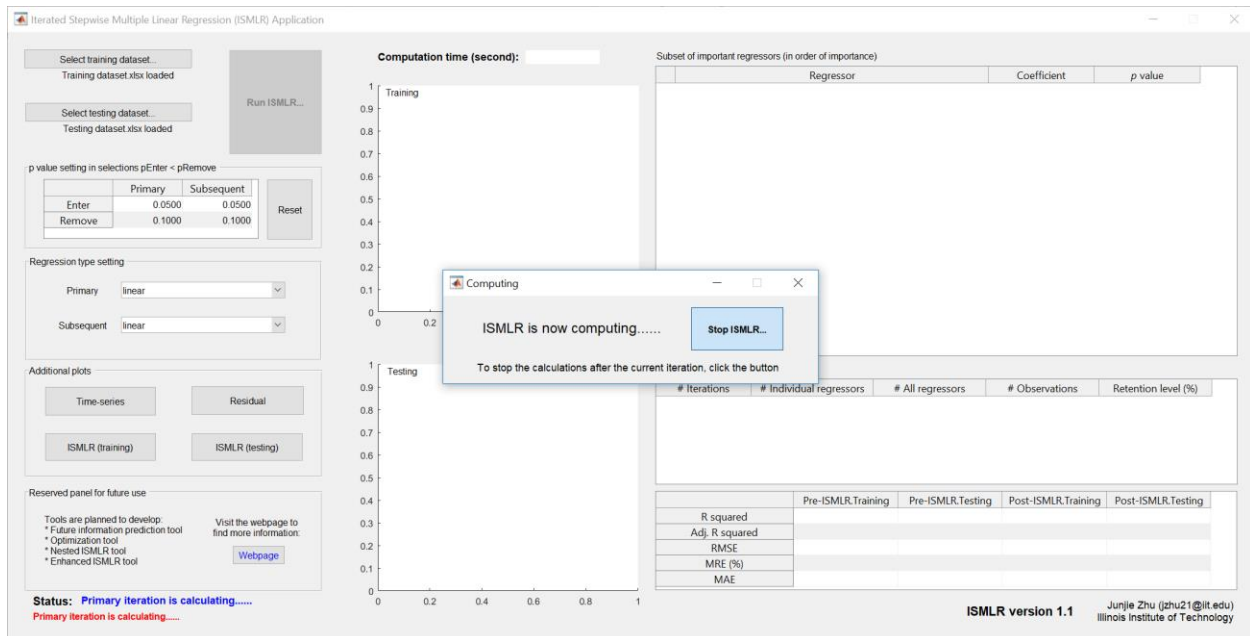 Iterated Stepwise Multiple Linear Regression (ISMLR) Application
Select training dataset...
Training dataset.xlsx loaded
Run ISMLR...
Select testing dataset...
Testing dataset.xlsx loaded
p value setting in selections pEnter < pRemove
Primary Subsequent
Enter 0.0500 0.0500
Remove 0.1000 0.1000
Reset
Regression type setting
Primary linear
Subsequent linear
Additional plots
Time-series Residual
ISMLR (training) ISMLR (testing)
Reserved panel for future use
Tools are planned to develop:
* Future information prediction tool
* Optimization tool
* Nested ISMLR tool
* Enhanced ISMLR tool
Visit the webpage to
find more information:
Webpage
Status: Primary iteration is calculating......
Primary iteration is calculating......
Computation time (second):
Training
1
0.9
0.8
0.7
0.6
0.5
0.4
0.3
0.2
0.1
0
0 0.2
Computing
ISMLR is now computing...... Stop ISMLR...
To stop the calculations after the current iteration, click the button
Testing
1
0.9
0.8
0.7
0.6
0.5
0.4
0.3
0.2
0.1
0
0 0.2 0.4 0.6 0.8 1
Subset of important regressors (in order of importance)
Regressor Coefficient p value
# Iterations # Individual regressors # All regressors # Observations Retention level (%)
Pre-ISMLR.Training Pre-ISMLR.Testing Post-ISMLR.Training Post-ISMLR.Testing
R squared
Adj. R squared
RMSE
MRE (%)
MAE
ISMLR version 1.1
Junjie Zhu (jzhu21@iit.edu)
Illinois Institute of Technology